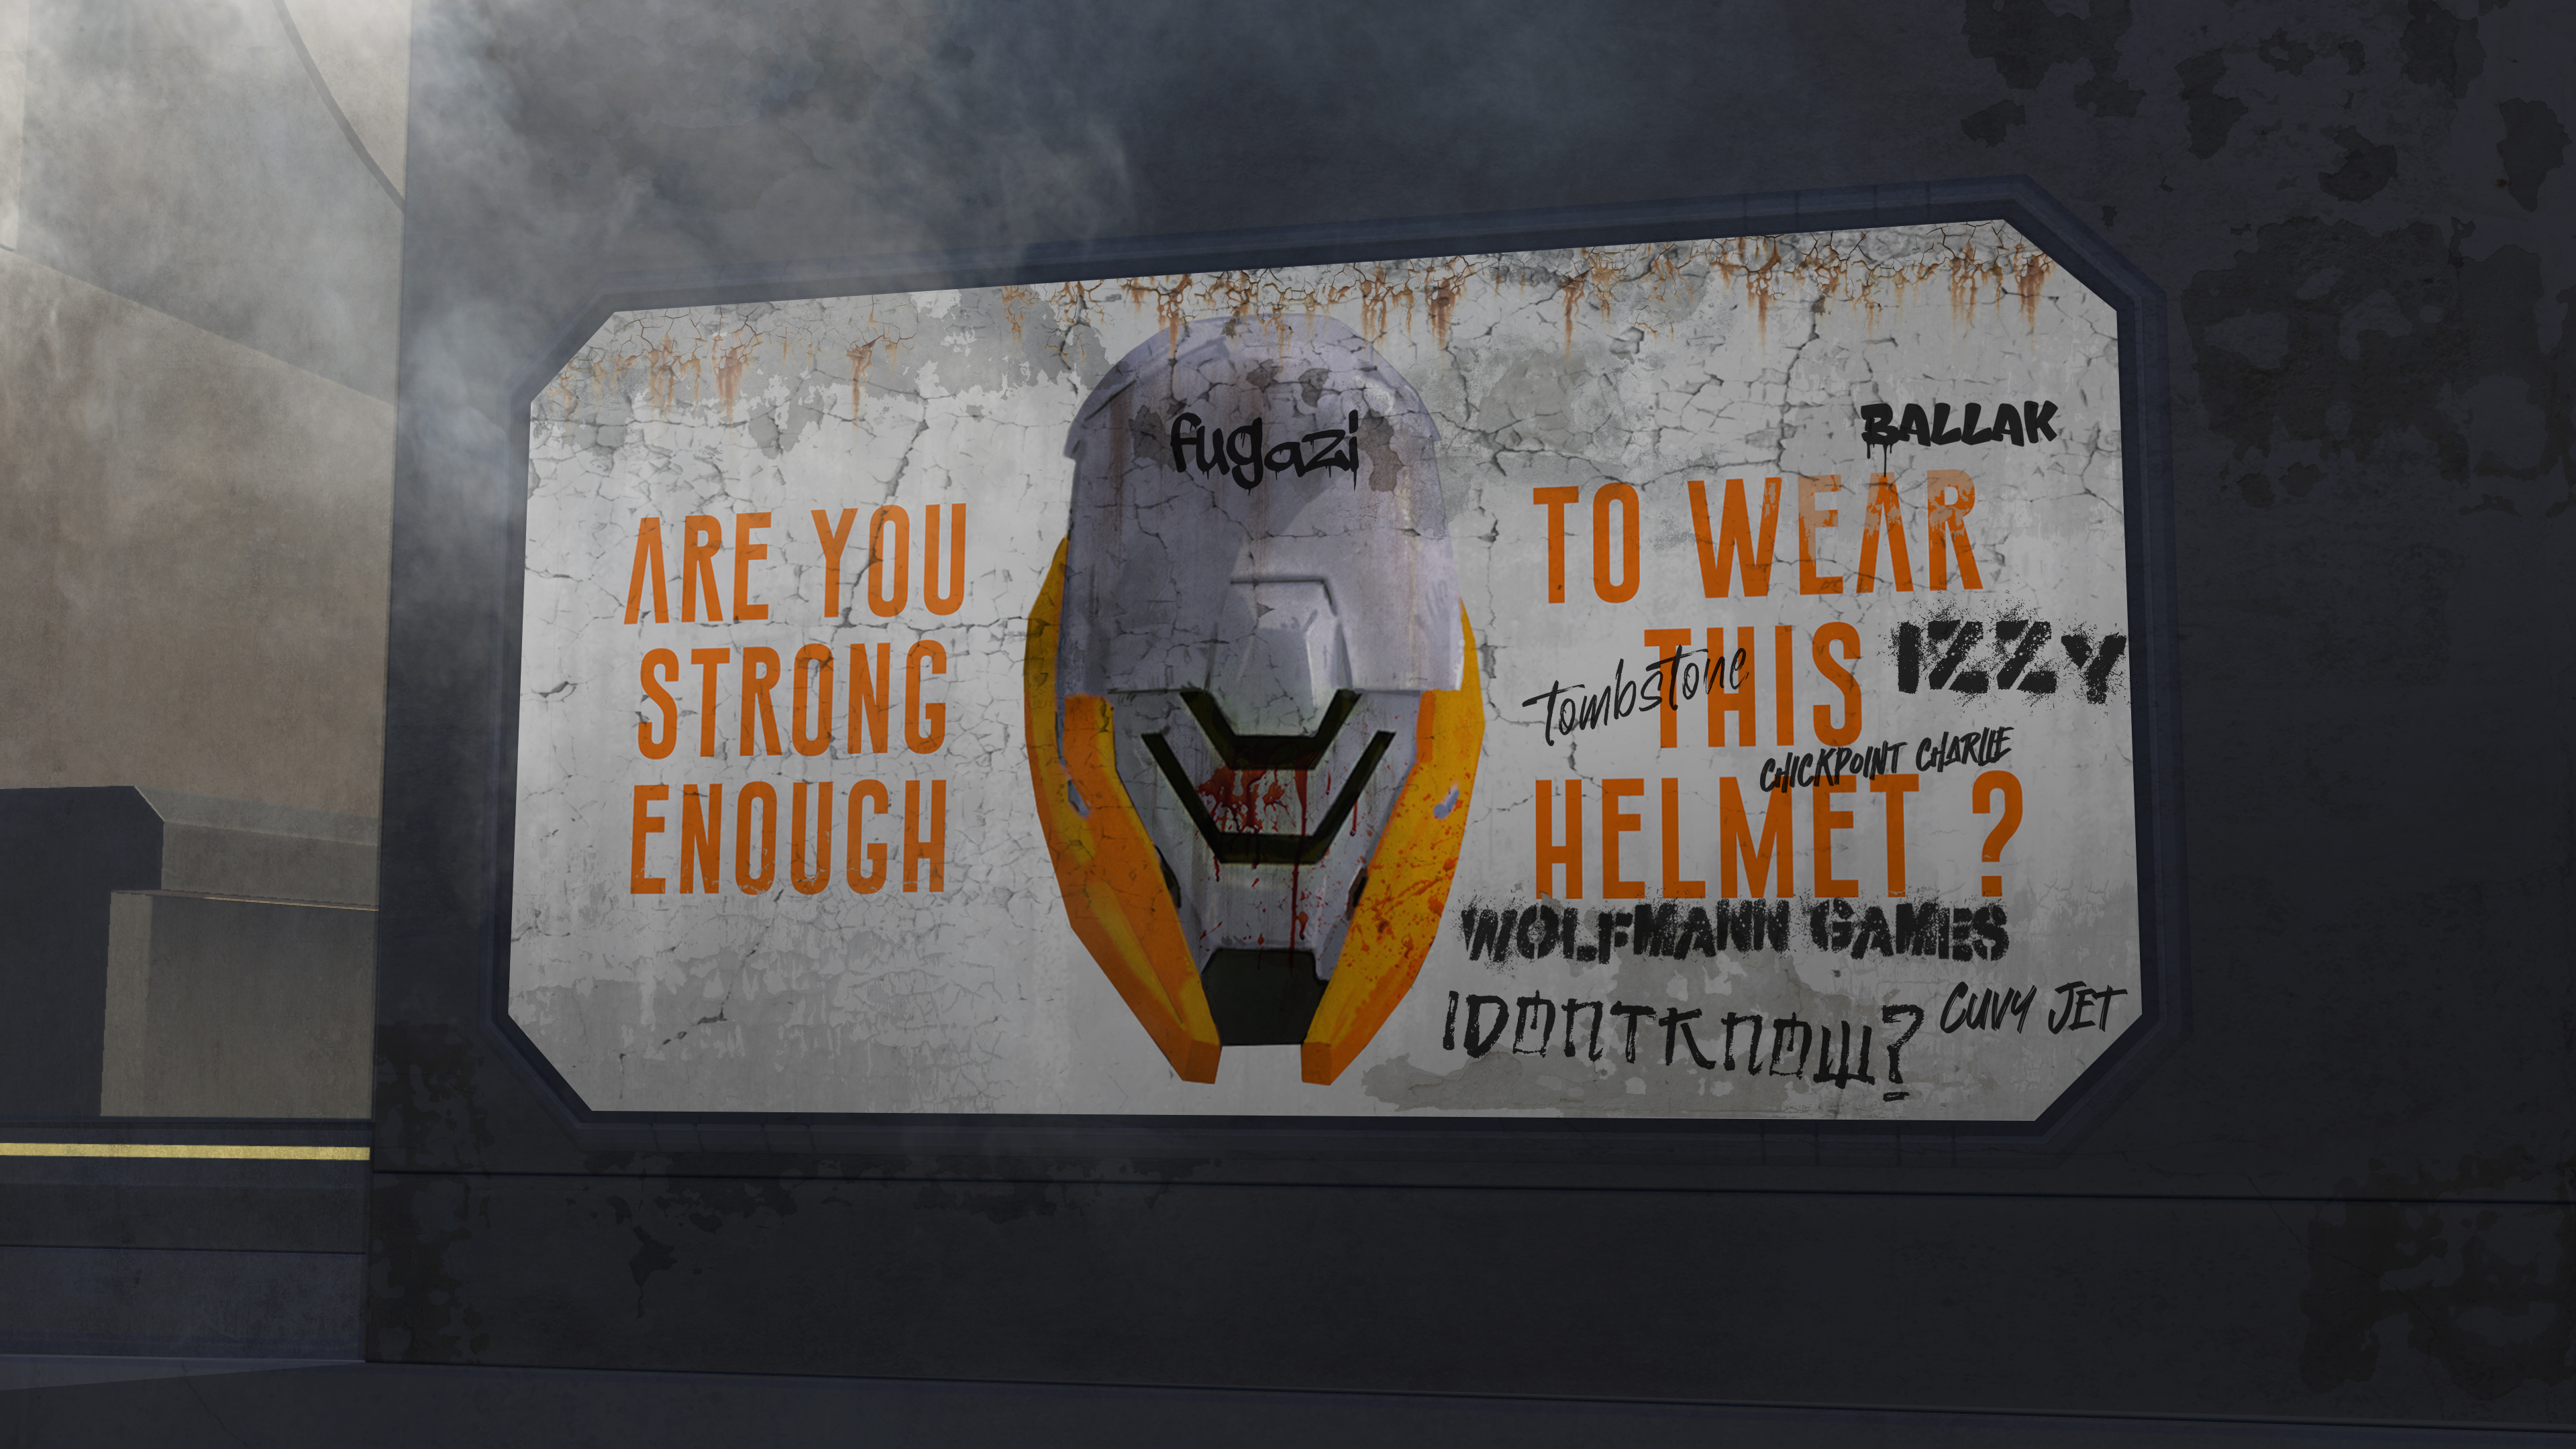 fugazi
ARE YOU
STRONG
ENOUGH
BALLAK
TO WEAR
THIS
IZZY
Tombstone
CHICKPOINT CHARLIE
HELMET ?
WOLFMANN GAMES
IDONTKNOW?
CUVY JET